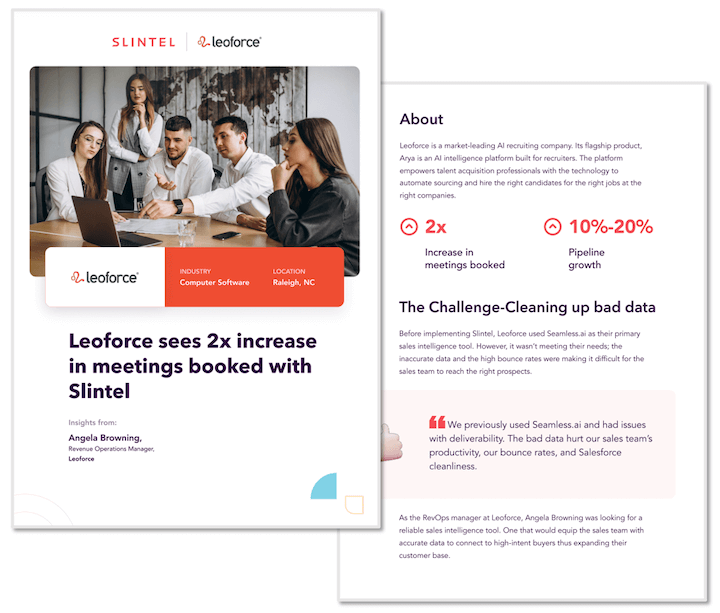 SLINTEL
leoforce
leoforce
INDUSTRY
Computer Software
LOCATION
Raleigh, NC
Leoforce sees 2x increase
in meetings booked with
Slintel
Insights from:
Angela Browning,
Revenue Operations Manager,
Leoforce
About
Leoforce is a market-leading AI recruiting company. Its flagship product,
Arya is an AI intelligence platform built for recruiters. The platform
empowers talent acquisition professionals with the technology to
automate sourcing and hire the right candidates for the right jobs at the
right companies.
2x
Increase in
meetings booked
10%-20%
Pipeline
growth
The Challenge-Cleaning up bad data
Before implementing Slintel, Leoforce used Seamless.ai as their primary
sales intelligence tool. However, it wasn't meeting their needs; the
inaccurate data and the high bounce rates were making it difficult for the
sales team to reach the right prospects.
❝ We previously used Seamless.ai and had issues
with deliverability. The bad data hurt our sales team's
productivity, our bounce rates, and Salesforce
cleanliness.
As the RevOps manager at Leoforce, Angela Browning was looking for a
reliable sales intelligence tool. One that would equip the sales team with
accurate data to connect to high-intent buyers thus expanding their
customer base.